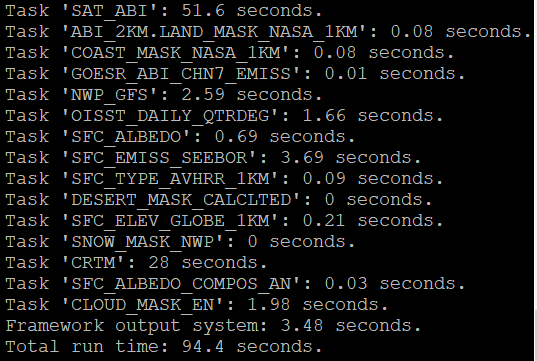 Task 'SAT_ABI': 51.6 seconds.
Task 'ABI_2KM.LAND_MASK_NASA_1KM': 0.08 seconds.
Task 'COAST_MASK_NASA_1KM': 0.08 seconds.
Task 'GOESR_ABI_CHN7_EMISS': 0.01 seconds.
Task 'NWP_GFS': 2.59 seconds.
Task 'OISST_DAILY_QTRDEG': 1.66 seconds.
Task 'SFC_ALBEDO': 0.69 seconds.
Task 'SFC_EMISS_SEEBOR': 3.69 seconds.
Task 'SFC_TYPE_AVHRR_1KM': 0.09 seconds.
Task 'DESERT_MASK_CALCLTED': 0 seconds.
Task 'SFC_ELEV_GLOBE_1KM': 0.21 seconds.
Task 'SNOW_MASK_NWP': 0 seconds.
Task 'CRTM': 28 seconds.
Task 'SFC_ALBEDO_COMPOS_AN': 0.03 seconds.
Task 'CLOUD_MASK_EN': 1.98 seconds.
Framework output system: 3.48 seconds.
Total run time: 94.4 seconds.